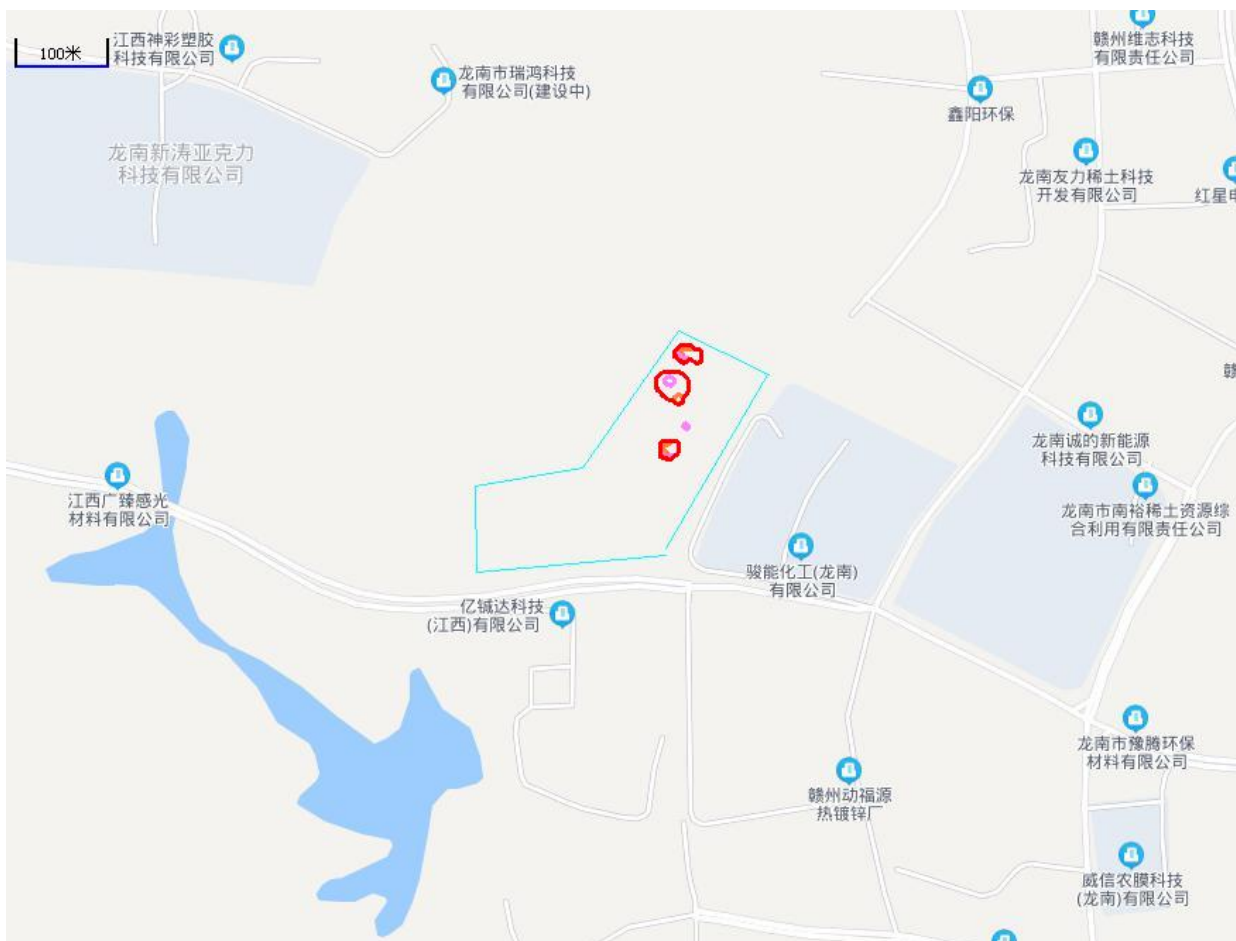 100米
江西神彩塑胶
科技有限公司
龙南市瑞鸿科技
有限公司(建设中)
赣州维志科技
有限责任公司
鑫阳环保
龙南新涛亚克力
科技有限公司
龙南友力稀土科技
开发有限公司
红星电
赣
龙南诚昀新能源
科技有限公司
江西广臻感光
材料有限公司
龙南市南裕稀土资源综
合利用有限责任公司
骏能化工(龙南)
有限公司
亿铖达科技
(江西)有限公司
龙南市豫腾环保
材料有限公司
赣州动福源
热镀锌厂
威信农膜科技
(龙南)有限公司